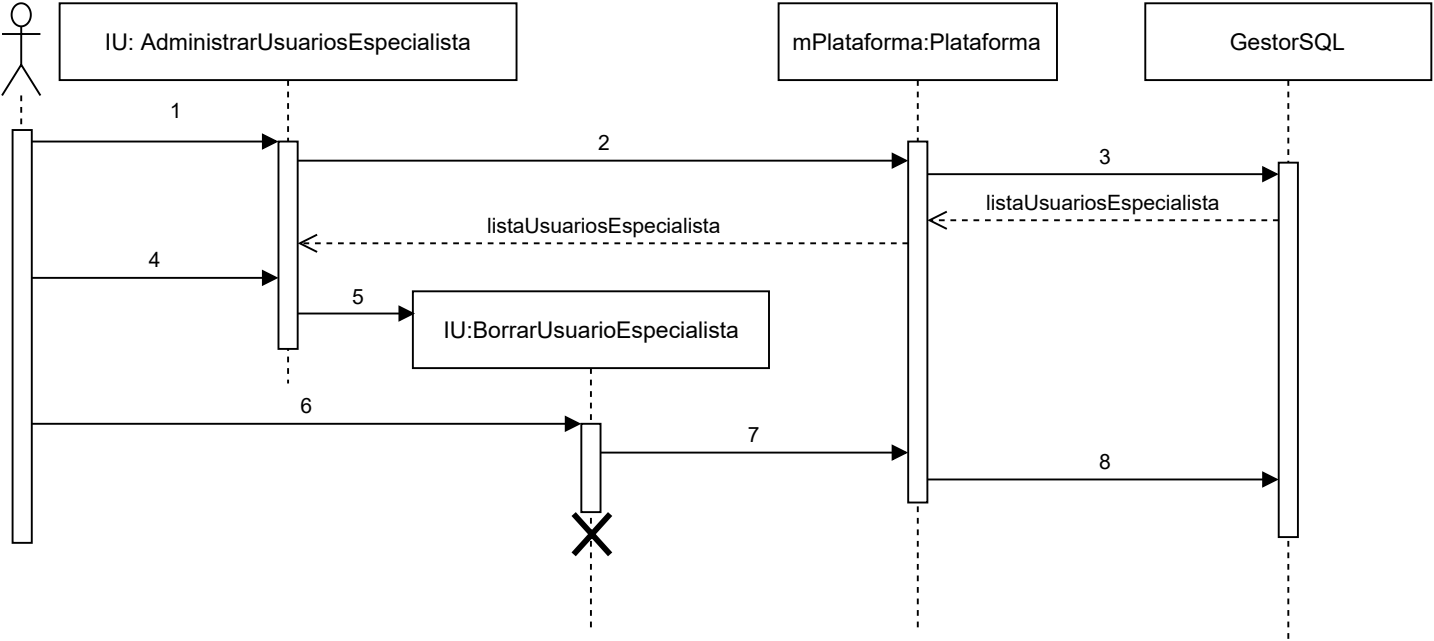 IU: AdministrarUsuariosEspecialista
mPlataforma:Plataforma
GestorSQL
1
2
3
listaUsuariosEspecialista
listaUsuariosEspecialista
4
5
IU:BorrarUsuarioEspecialista
6
7
8